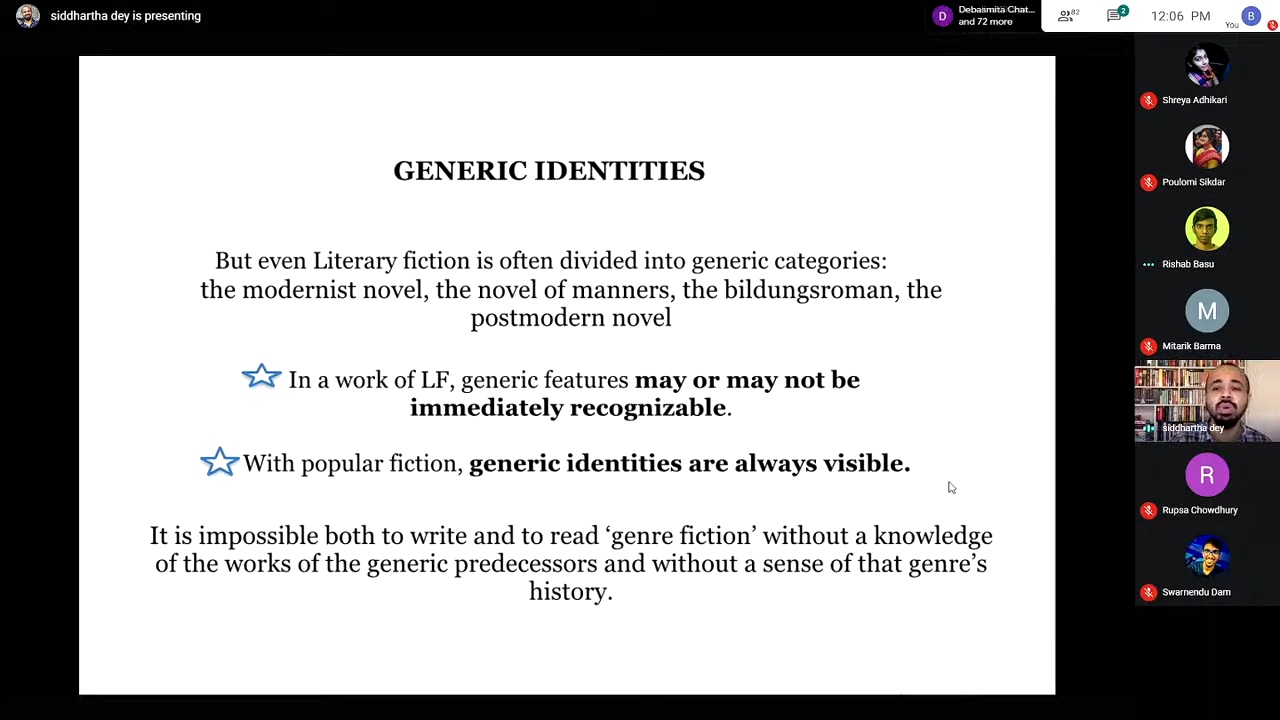 siddhartha dey is presenting
Debasmita Chat...
and 72 more
82
2
12:06 PM
You
D
B
GENERIC IDENTITIES
But even Literary fiction is often divided into generic categories:
the modernist novel, the novel of manners, the bildungsroman, the
postmodern novel
In a work of LF, generic features may or may not be
immediately recognizable.
With popular fiction, generic identities are always visible.
It is impossible both to write and to read ‘genre fiction’ without a knowledge
of the works of the generic predecessors and without a sense of that genre’s
history.
Shreya Adhikari
Poulomi Sikdar
Rishab Basu
M
Mitarik Barma
siddhartha dey
R
Rupsa Chowdhury
Swarnendu Dam